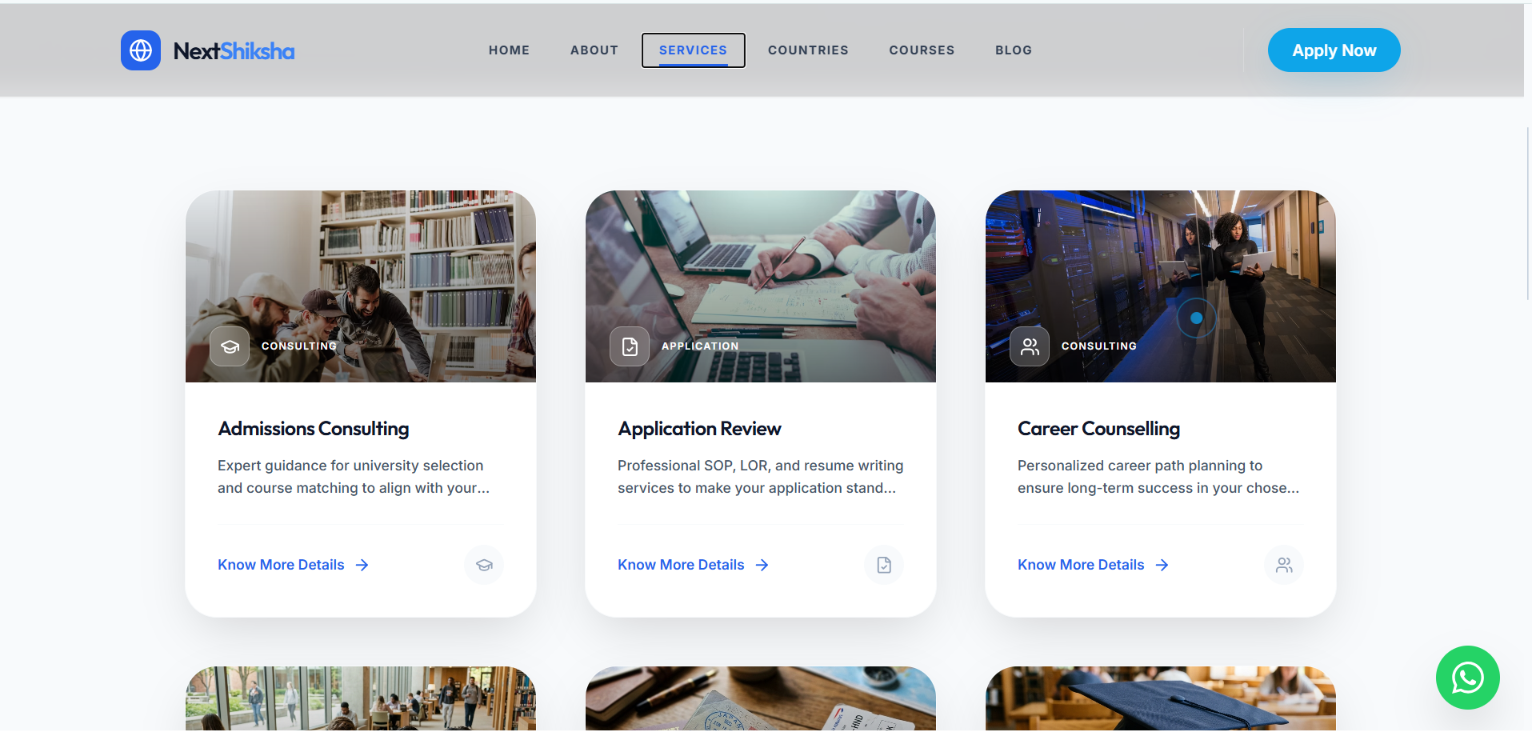 NextShiksha
HOME
ABOUT
SERVICES
COUNTRIES
COURSES
BLOG
Apply Now
CONSULTING
APPLICATION
CONSULTING
Admissions Consulting
Expert guidance for university selection
and course matching to align with your...
Know More Details →
Application Review
Professional SOP, LOR, and resume writing
services to make your application stand...
Know More Details →
Career Counselling
Personalized career path planning to
ensure long-term success in your chose...
Know More Details →